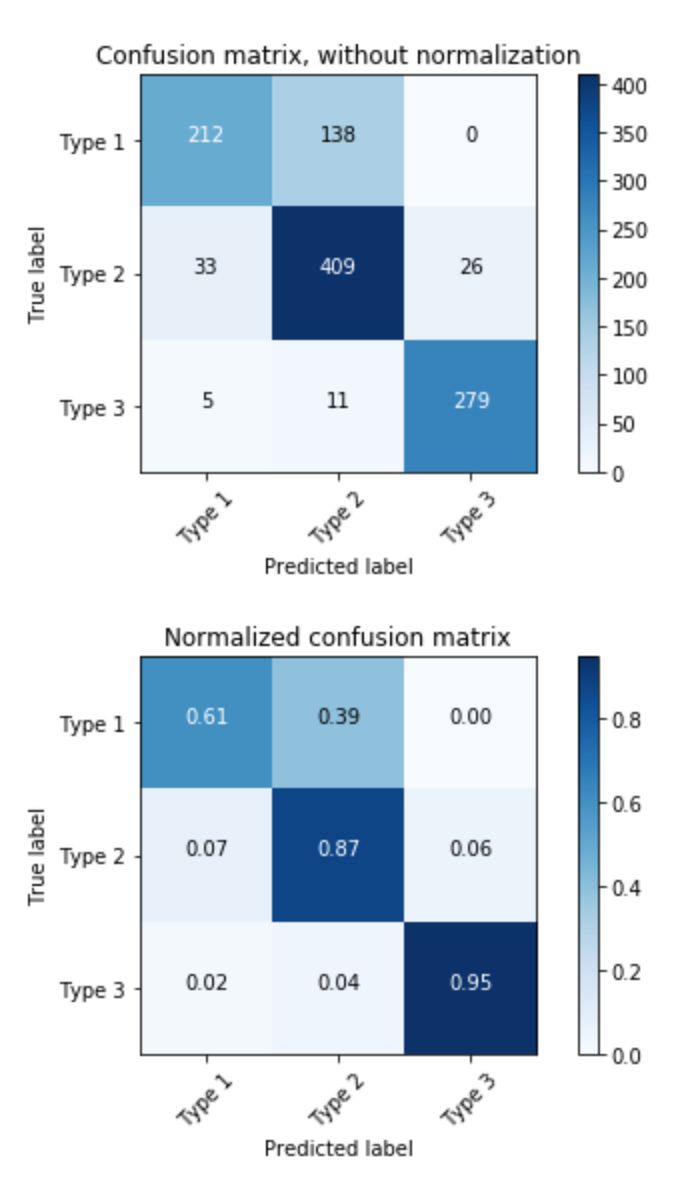 Confusion matrix, without normalization
400
350
300
250
200
150
100
50
0
True label
Type 1 212 138 0
Type 2 33 409 26
Type 3 5 11 279
Type 1 Type 2 Type 3
Predicted label
Normalized confusion matrix
0.8
0.6
0.4
0.2
0.0
True label
Type 1 0.61 0.39 0.00
Type 2 0.07 0.87 0.06
Type 3 0.02 0.04 0.95
Type 1 Type 2 Type 3
Predicted label